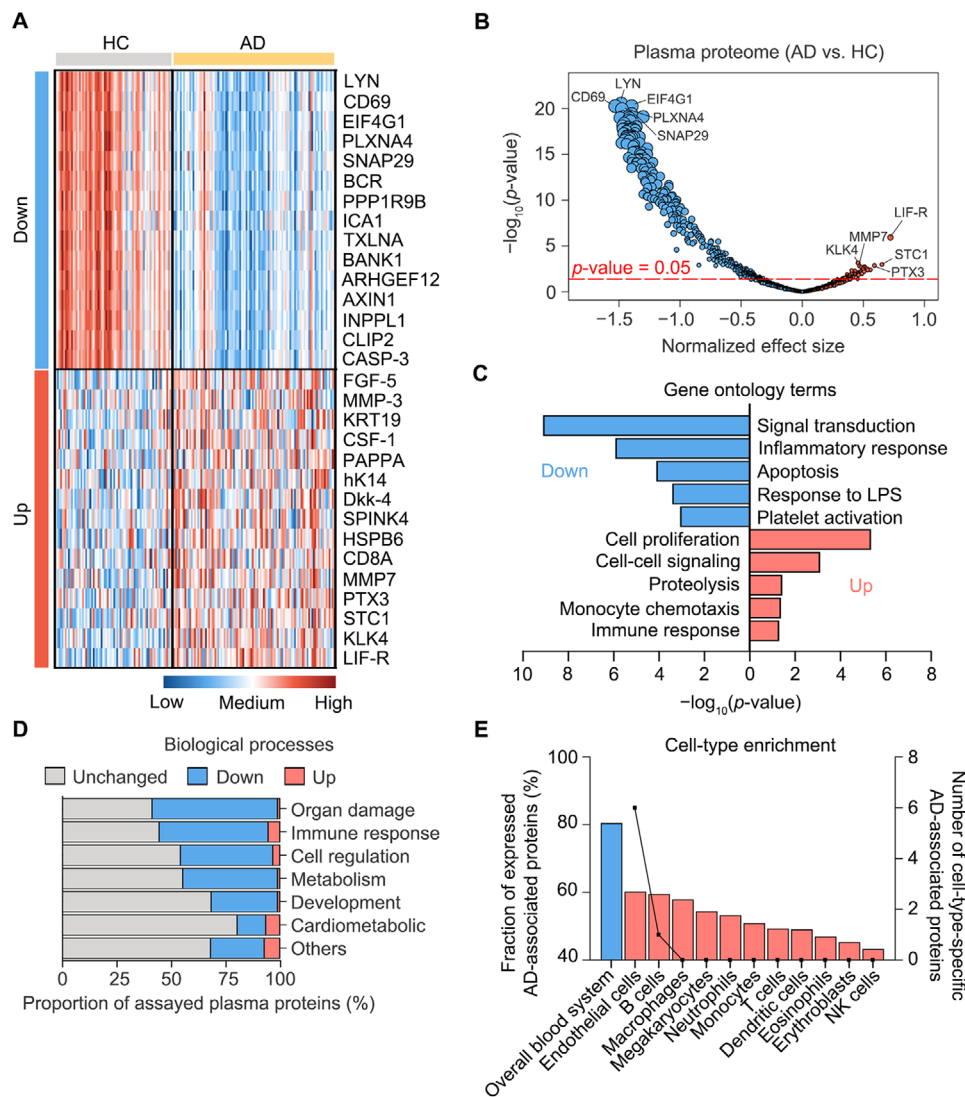 A
HC AD
Down
LYN
CD69
EIF4G1
PLXNA4
SNAP29
BCR
PPP1R9B
ICA1
TXLNA
BANK1
ARHGEF12
AXIN1
INPPL1
CLIP2
CASP-3
Up
FGF-5
MMP-3
KRT19
CSF-1
PAPPA
hK14
Dkk-4
SPINK4
HSPB6
CD8A
MMP7
PTX3
STC1
KLK4
LIF-R
Low Medium High
B
Plasma proteome (AD vs. HC)
−log10(p-value)
20
15
10
5
0
LYN
CD69
EIF4G1
PLXNA4
SNAP29
LIF-R
MMP7
KLK4
STC1
PTX3
p-value = 0.05
−1.5 −1.0 −0.5 0.0 0.5 1.0
Normalized effect size
C
Gene ontology terms
Signal transduction
Inflammatory response
Down
Apoptosis
Response to LPS
Platelet activation
Cell proliferation
Cell-cell signaling
Proteolysis
Up
Monocyte chemotaxis
Immune response
10 8 6 4 2 0 2 4 6 8
−log10(p-value)
D
Biological processes
Unchanged Down Up
Organ damage
Immune response
Cell regulation
Metabolism
Development
Cardiometabolic
Others
0 25 50 75 100
Proportion of assayed plasma proteins (%)
E
Cell-type enrichment
Fraction of expressed
AD-associated proteins (%)
100
80
60
40
8
6
4
2
0
Number of cell-type-specific
AD-associated proteins
Overall blood system
Endothelial cells
B cells
Macrophages
Megakaryocytes
Neutrophils
Monocytes
T cells
Dendritic cells
Eosinophils
Erythroblasts
NK cells